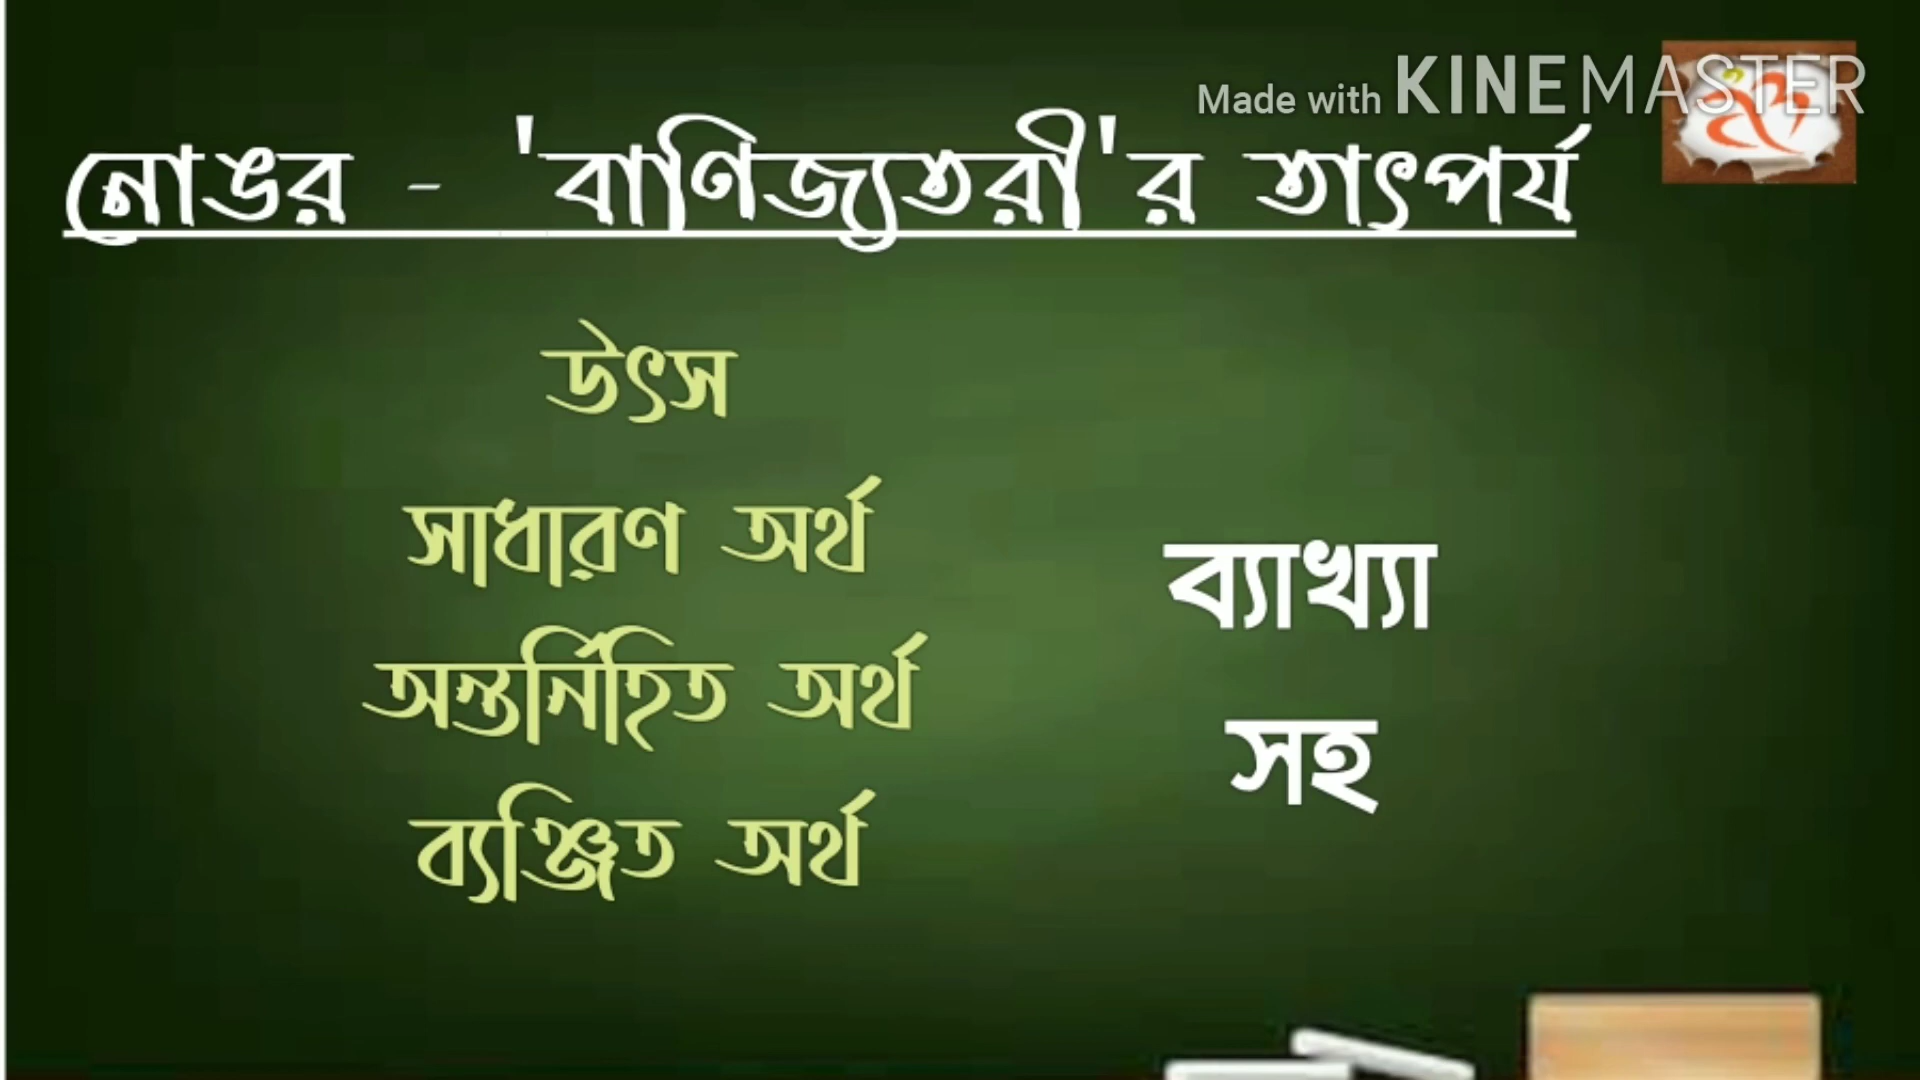 Made with KINEMASTER
নোঙর - 'বাণিজ্যতরী'র তাৎপর্য
উৎস
সাধারণ অর্থ
অন্তর্নিহিত অর্থ
ব্যঞ্জিত অর্থ
ব্যাখ্যা
সহ